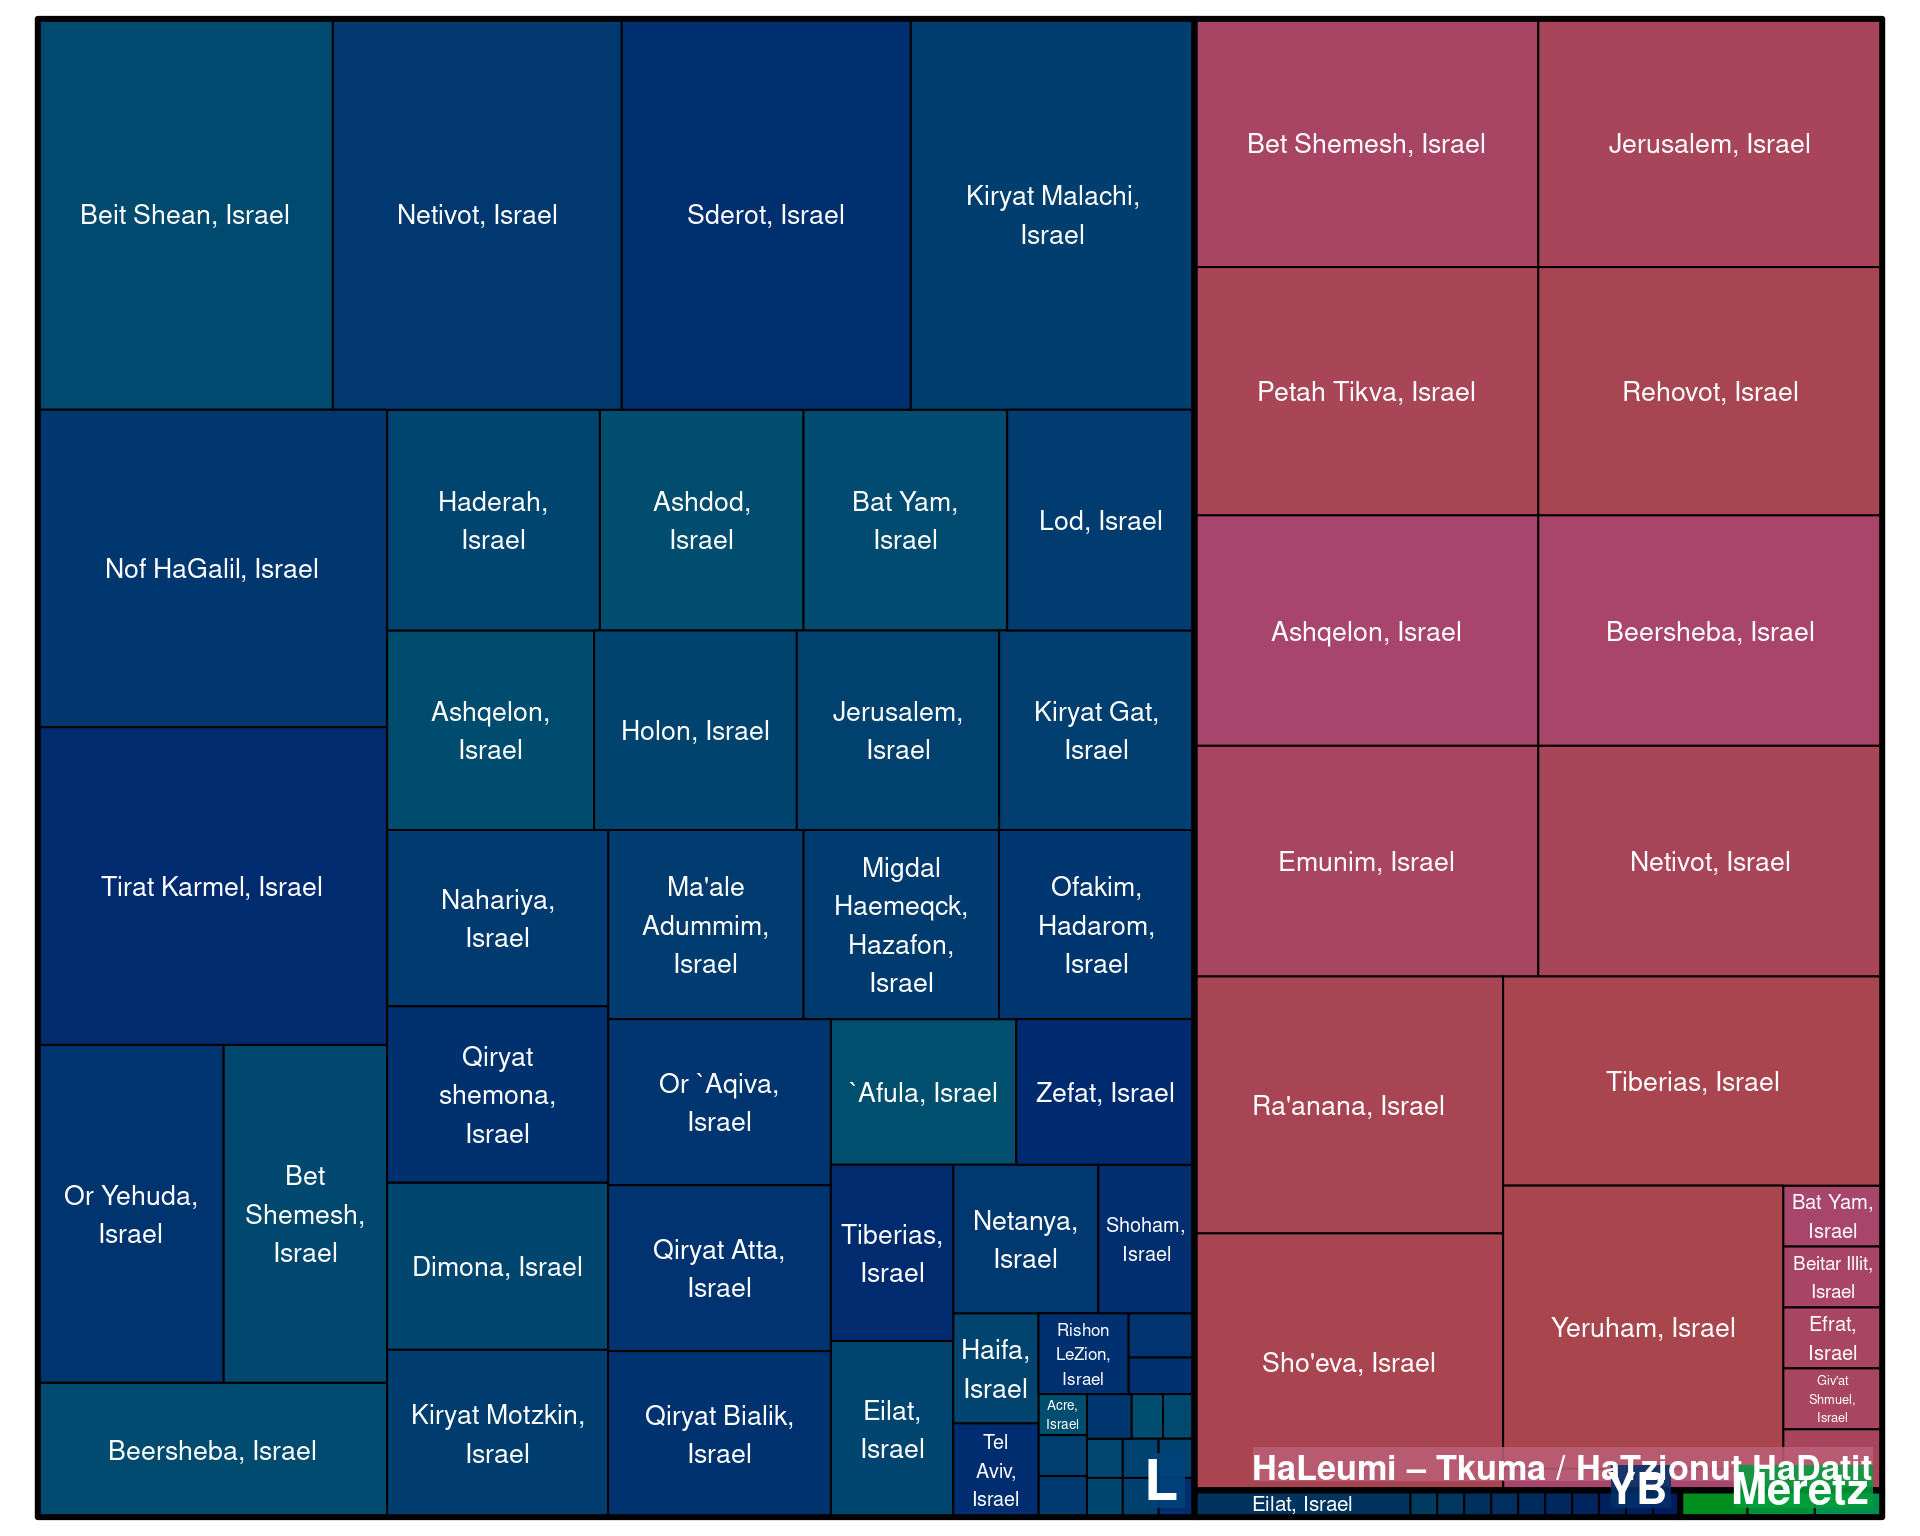 Beit Shean, Israel
Netivot, Israel
Sderot, Israel
Kiryat Malachi,
Israel
Nof HaGalil, Israel
Haderah,
Israel
Ashdod,
Israel
Bat Yam,
Israel
Lod, Israel
Ashqelon,
Israel
Holon, Israel
Jerusalem,
Israel
Kiryat Gat,
Israel
Tirat Karmel, Israel
Nahariya,
Israel
Ma'ale
Adummim,
Israel
Migdal
Haemeqck,
Hazafon,
Israel
Ofakim,
Hadarom,
Israel
Qiryat
shemona,
Israel
Or `Aqiva,
Israel
`Afula, Israel
Zefat, Israel
Or Yehuda,
Israel
Bet
Shemesh,
Israel
Dimona, Israel
Qiryat Atta,
Israel
Tiberias,
Israel
Netanya,
Israel
Shoham,
Israel
Haifa,
Israel
Rishon
LeZion,
Israel
Acre,
Israel
Beersheba, Israel
Kiryat Motzkin,
Israel
Qiryat Bialik,
Israel
Eilat,
Israel
Tel
Aviv,
Israel
L
Bet Shemesh, Israel
Jerusalem, Israel
Petah Tikva, Israel
Rehovot, Israel
Ashqelon, Israel
Beersheba, Israel
Emunim, Israel
Netivot, Israel
Ra'anana, Israel
Tiberias, Israel
Sho'eva, Israel
Yeruham, Israel
Bat Yam,
Israel
Beitar Illit,
Israel
Efrat,
Israel
Giv'at
Shmuel,
Israel
HaLeumi – Tkuma / HaTzionut HaDatit
Eilat, Israel
YB
Meretz